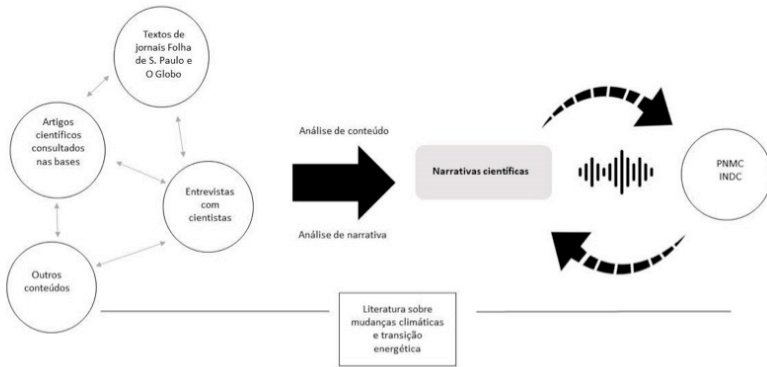 Textos de
jornais Folha
de S. Paulo e
O Globo
Artigos
científicos
consultados
nas bases
Entrevistas
com
cientistas
Outros
conteúdos
Análise de conteúdo
Análise de narrativa
Narrativas científicas
PNMC
INDC
Literatura sobre
mudanças climáticas
e transição
energética